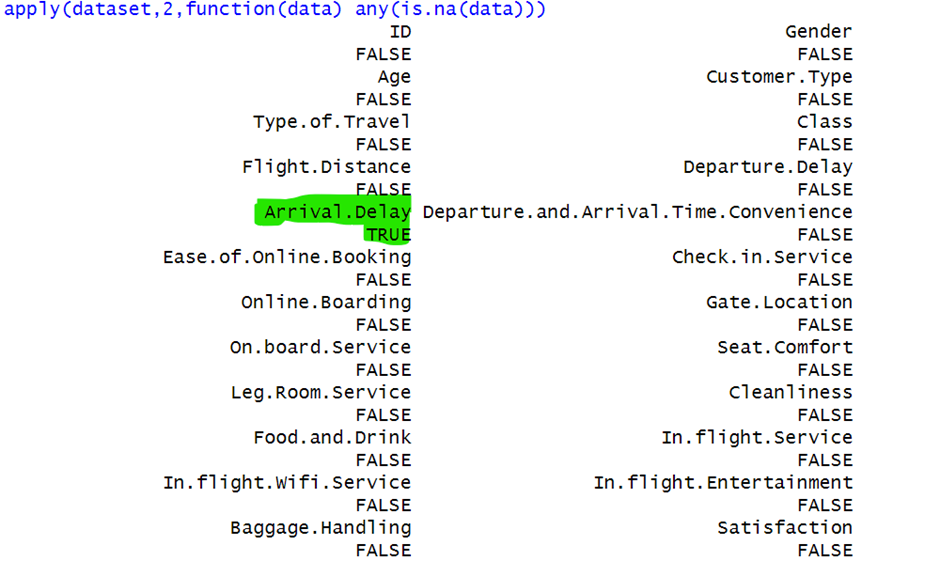 apply(dataset,2,function(data) any(is.na(data)))
ID Gender
FALSE FALSE
Age Customer.Type
FALSE FALSE
Type.of.Travel Class
FALSE FALSE
Flight.Distance Departure.Delay
FALSE FALSE
Arrival.Delay Departure.and.Arrival.Time.Convenience
TRUE FALSE
Ease.of.Online.Booking Check.in.Service
FALSE FALSE
Online.Boarding Gate.Location
FALSE FALSE
On.board.Service Seat.Comfort
FALSE FALSE
Leg.Room.Service Cleanliness
FALSE FALSE
Food.and.Drink In.flight.Service
FALSE FALSE
In.flight.Wifi.Service In.flight.Entertainment
FALSE FALSE
Baggage.Handling Satisfaction
FALSE FALSE